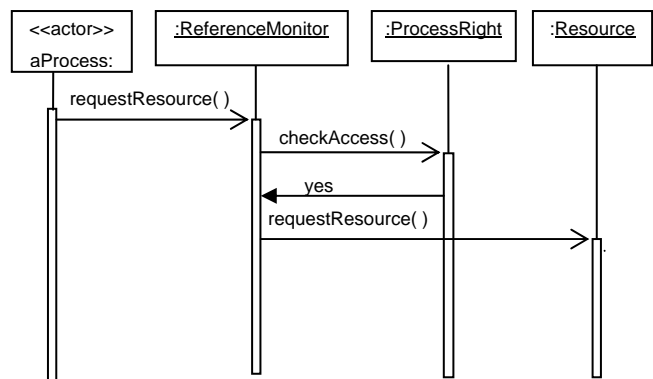 <<actor>>
aProcess:
:ReferenceMonitor
:ProcessRight
:Resource
requestResource( )
checkAccess( )
yes
requestResource( )
.